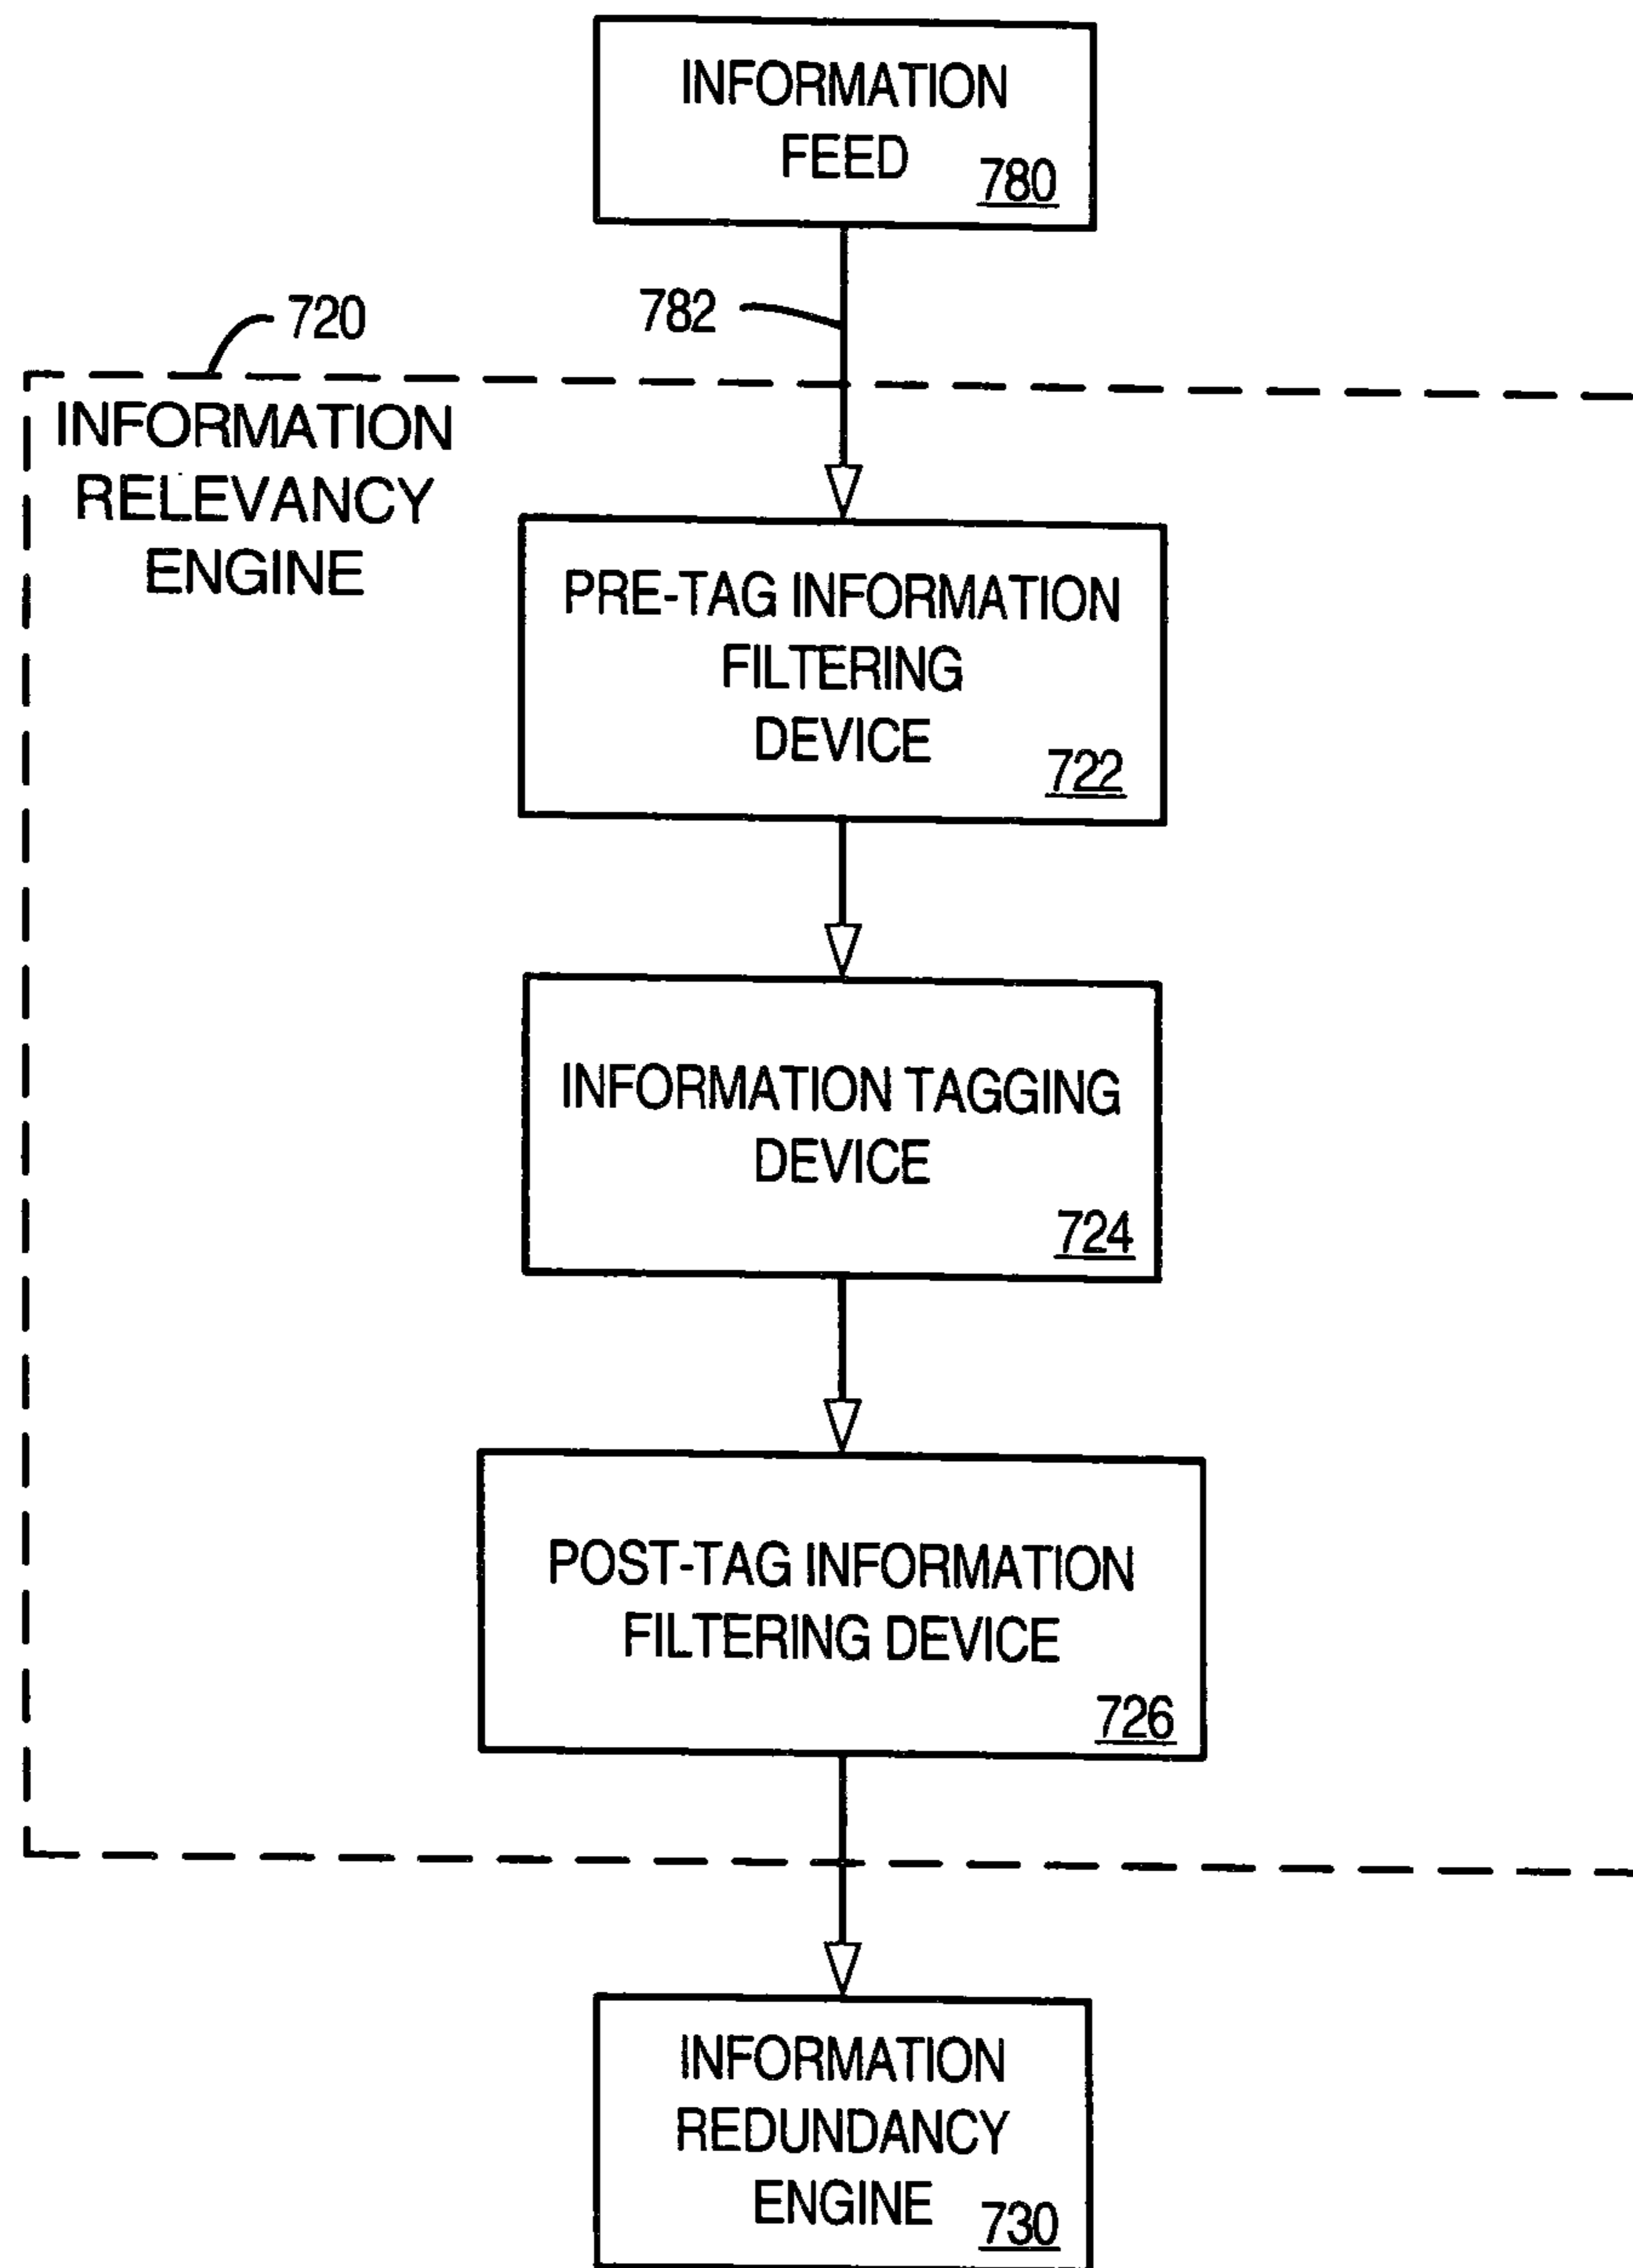 INFORMATION
FEED
780
720
782
INFORMATION
RELEVANCY
ENGINE
PRE-TAG INFORMATION
FILTERING
DEVICE
722
INFORMATION TAGGING
DEVICE
724
POST-TAG INFORMATION
FILTERING DEVICE
726
INFORMATION
REDUNDANCY
ENGINE
730